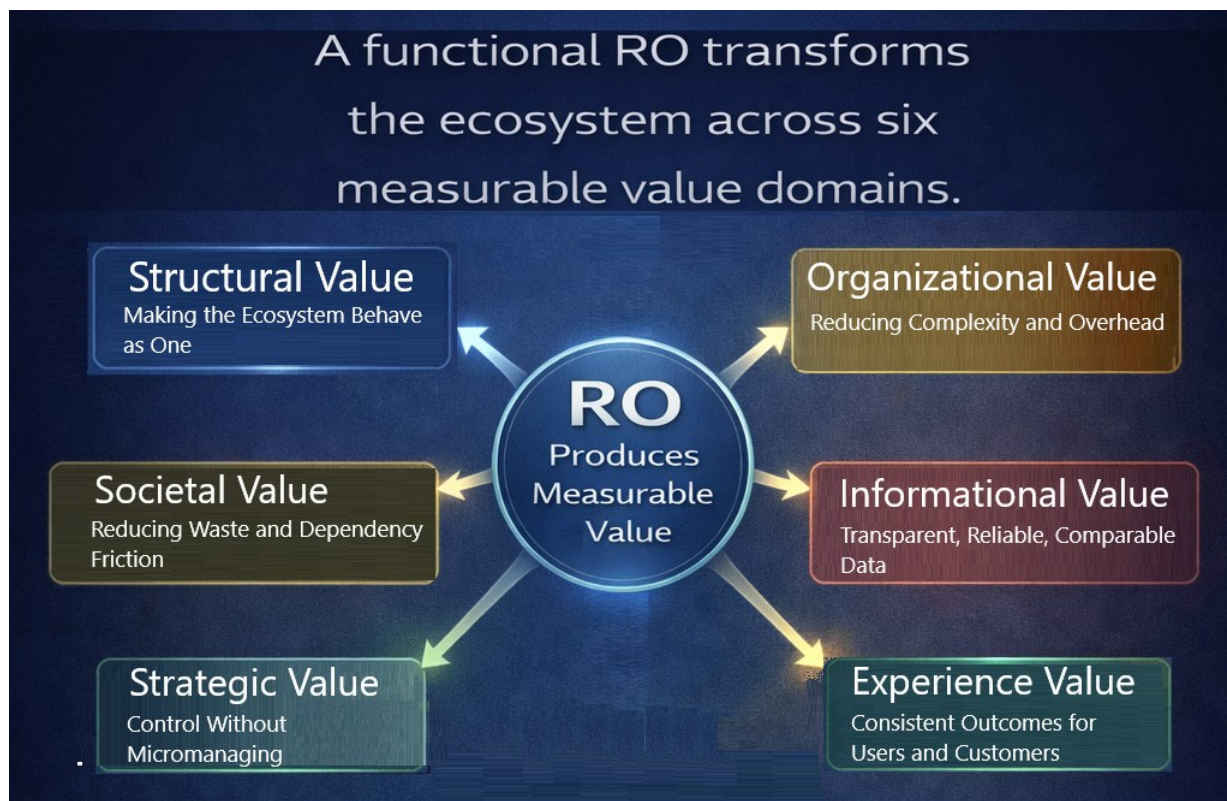 A functional RO transforms
the ecosystem across six
measurable value domains.
Structural Value
Making the Ecosystem Behave
as One
Organizational Value
Reducing Complexity and Overhead
RO
Produces
Measurable
Value
Societal Value
Reducing Waste and Dependency
Friction
Informational Value
Transparent, Reliable, Comparable
Data
Strategic Value
Control Without
Micromanaging
Experience Value
Consistent Outcomes for
Users and Customers